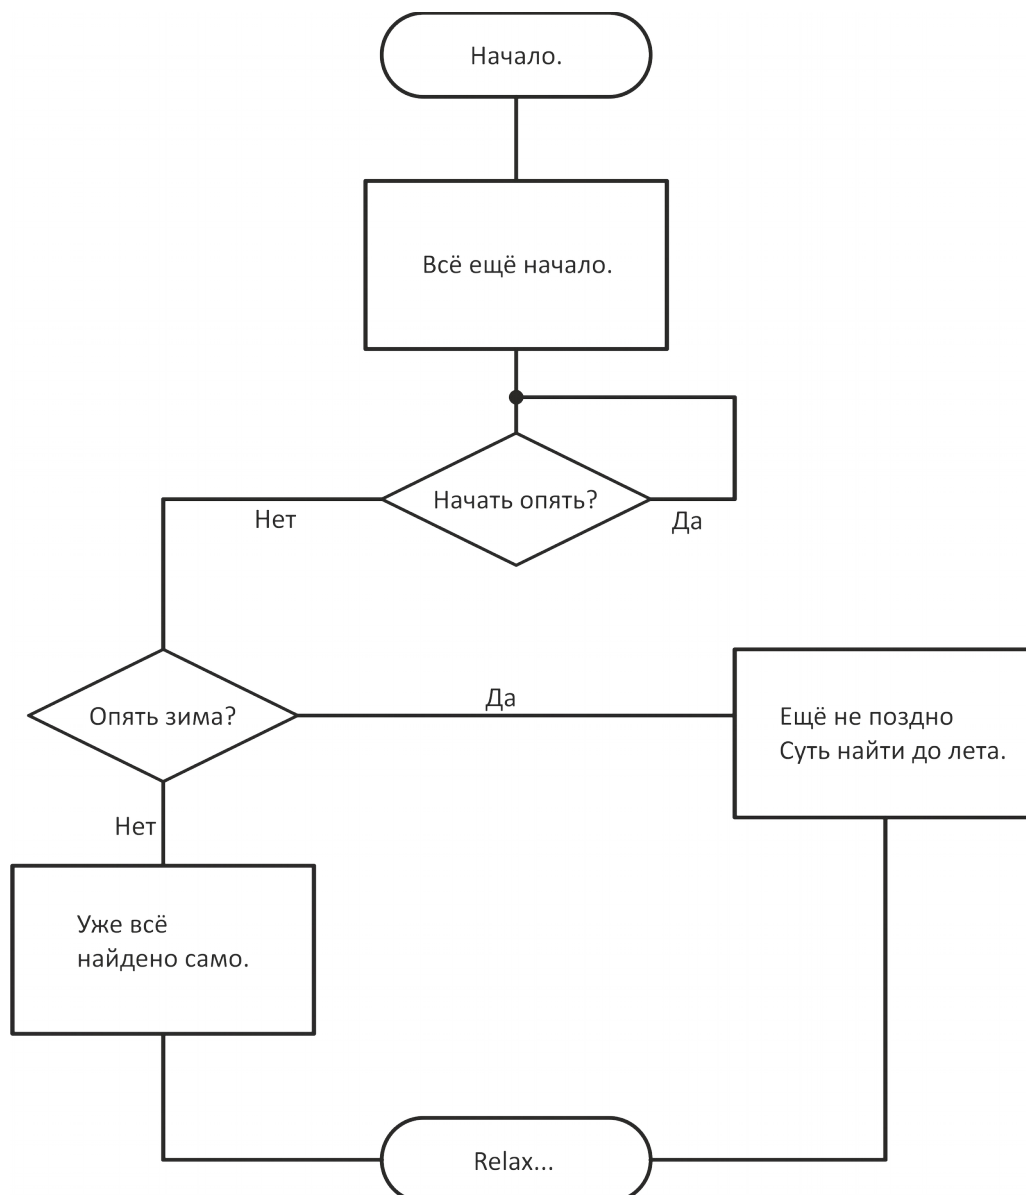 Начало.
Всё ещё начало.
Начать опять?
Нет
Да
Опять зима?
Да
Ещё не поздно
Суть найти до лета.
Нет
Уже всё
найдено само.
Relax...